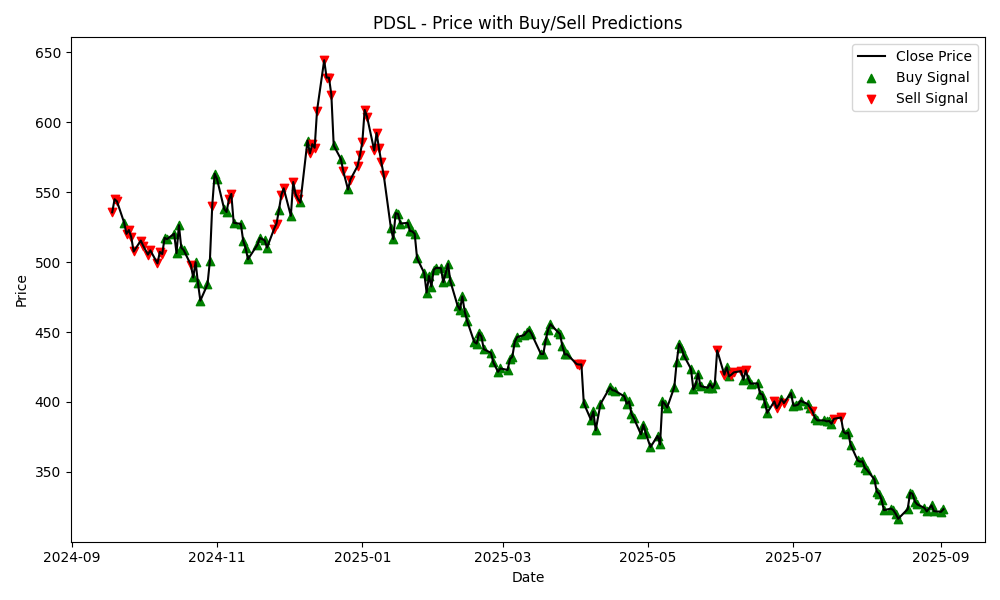 PDSL - Price with Buy/Sell Predictions
Close Price
Buy Signal
Sell Signal
Price
650
600
550
500
450
400
350
2024-09
2024-11
2025-01
2025-03
2025-05
2025-07
2025-09
Date